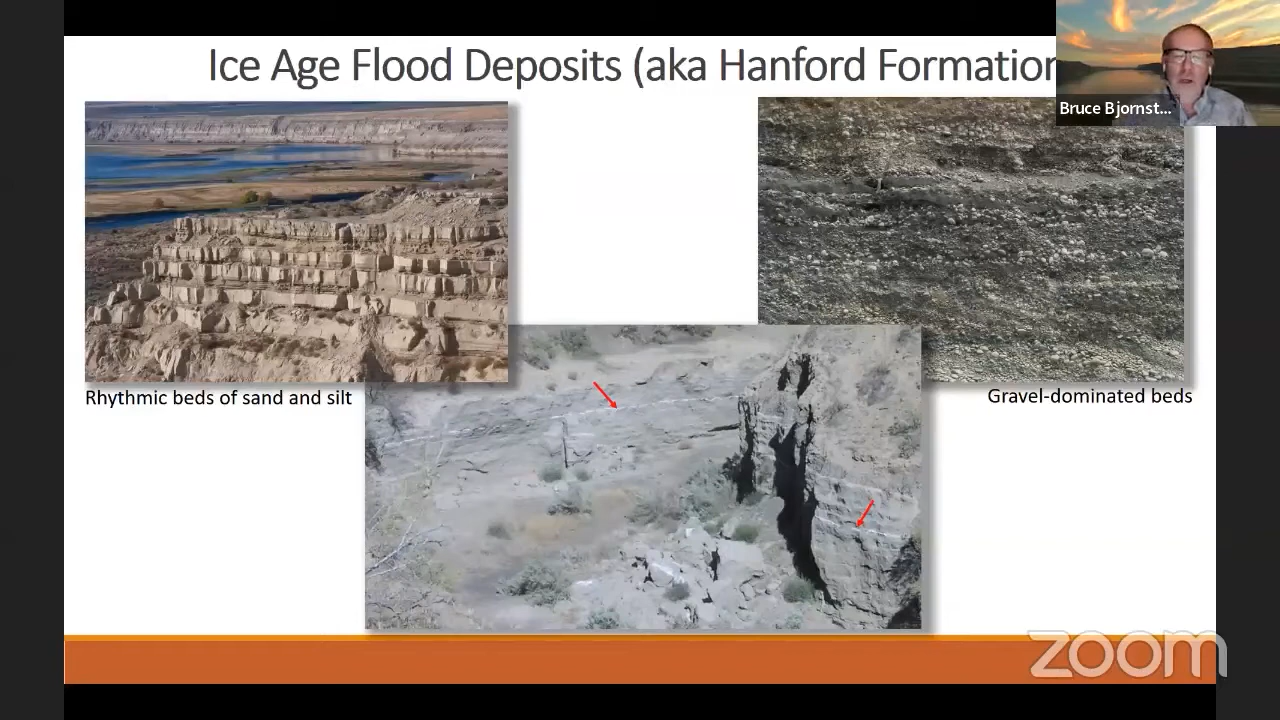 Ice Age Flood Deposits (aka Hanford Formation
Bruce Bjornst...
Rhythmic beds of sand and silt
Gravel-dominated beds
zoom